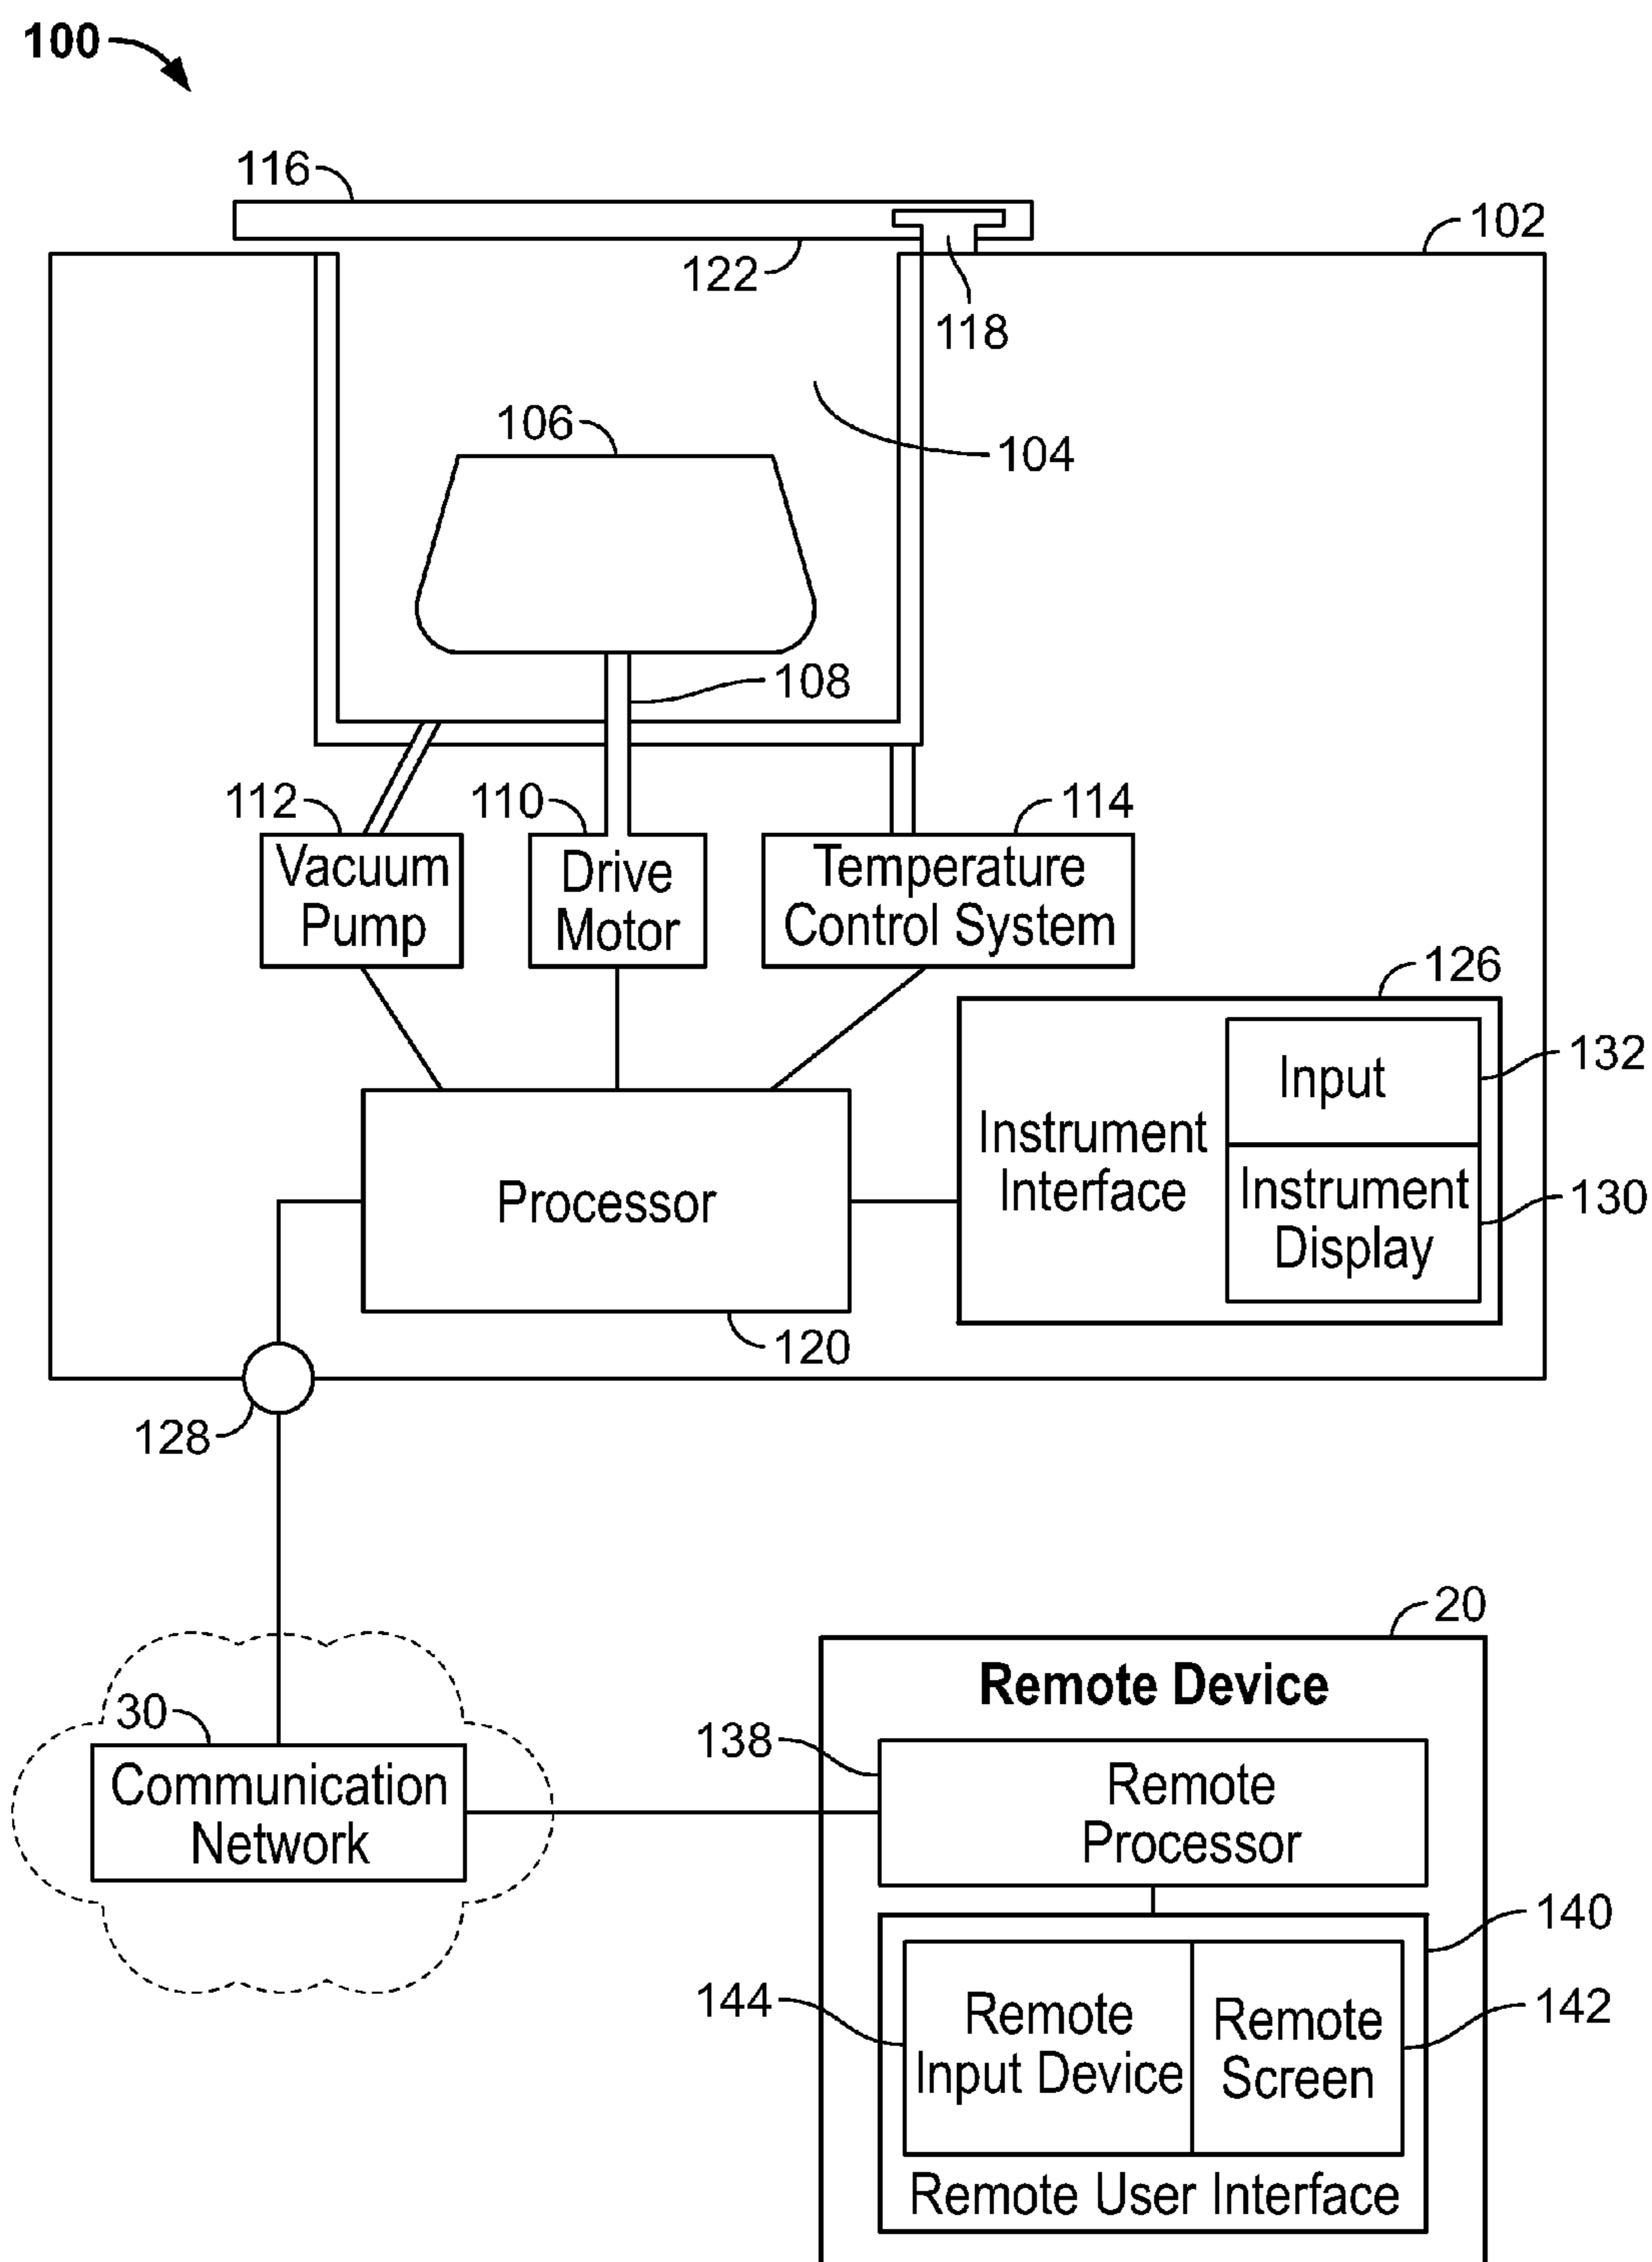 100
116
102
122
118
106
104
108
112
110
114
Vacuum
Pump
Drive
Motor
Temperature
Control System
126
Input
132
Instrument
Interface
Instrument
Display
130
Processor
120
128
20
Remote Device
30
Communication
Network
138
Remote
Processor
140
144
Remote
Input Device
Remote
Screen
142
Remote User Interface